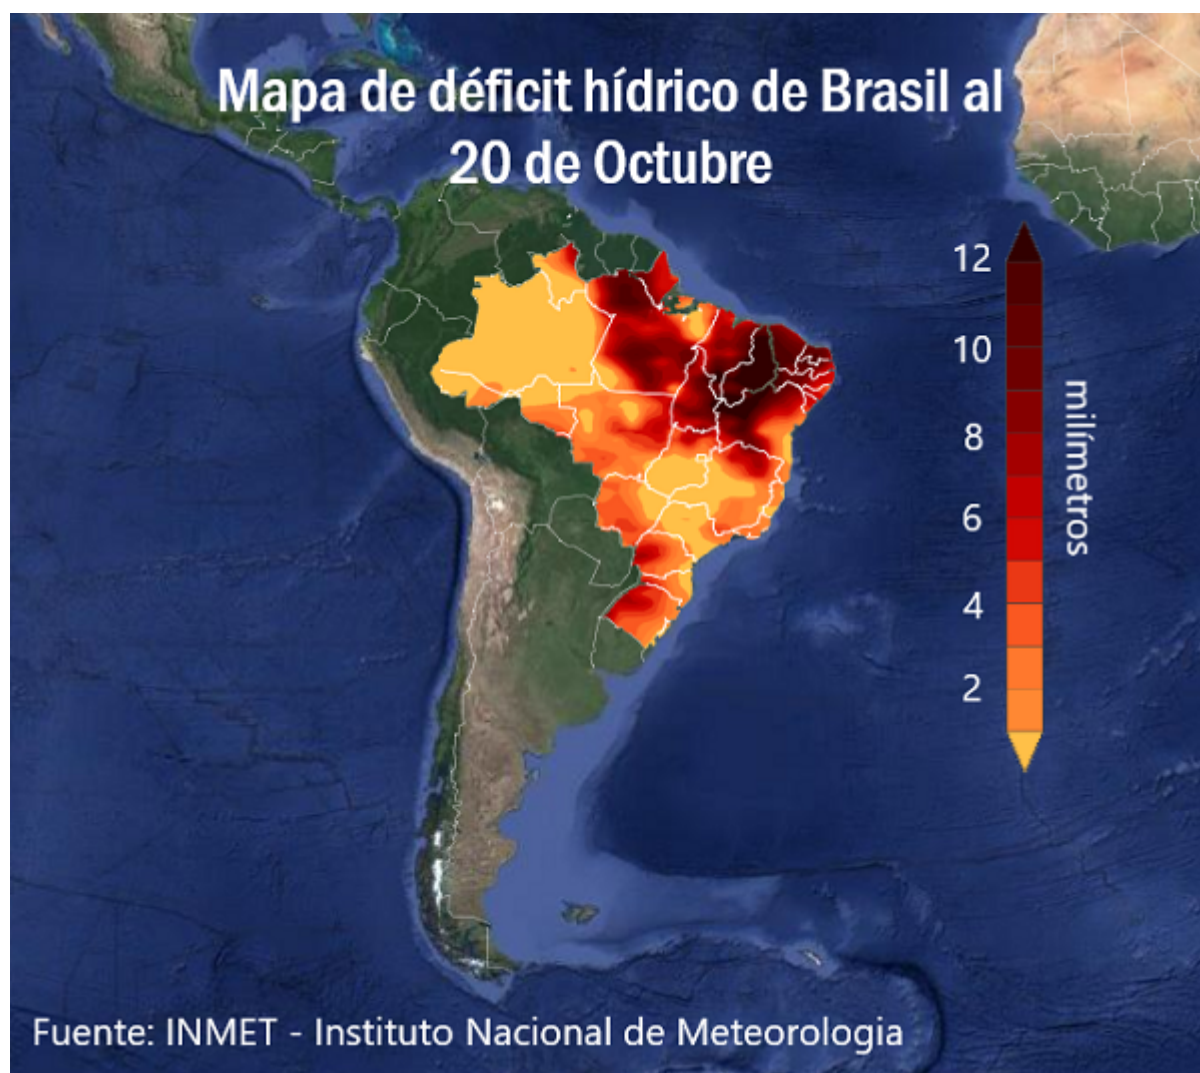 Mapa de déficit hídrico de Brasil al
20 de Octubre
12
10
8
6
4
2
milímetros
Fuente: INMET - Instituto Nacional de Meteorologia